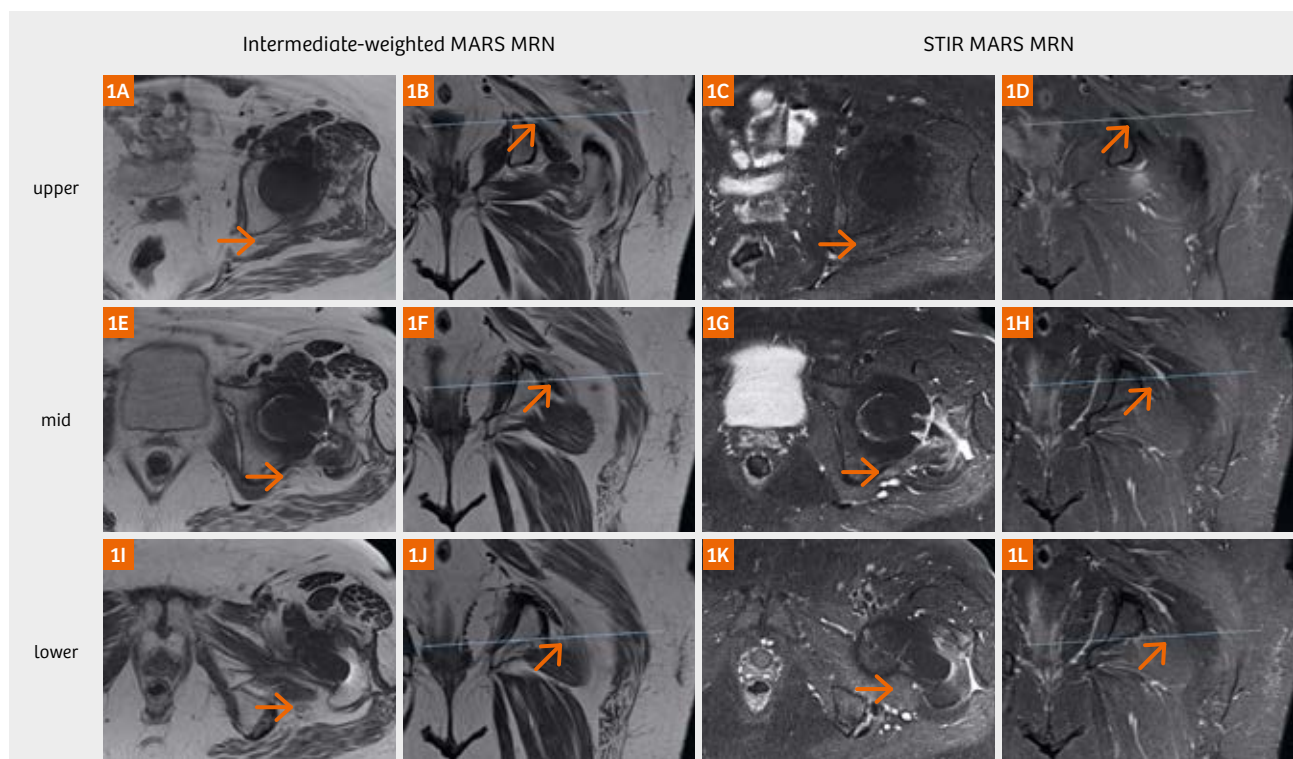 Intermediate-weighted MARS MRN
STIR MARS MRN
upper
1A
1B
1C
1D
mid
1E
1F
1G
1H
lower
1I
1J
1K
1L